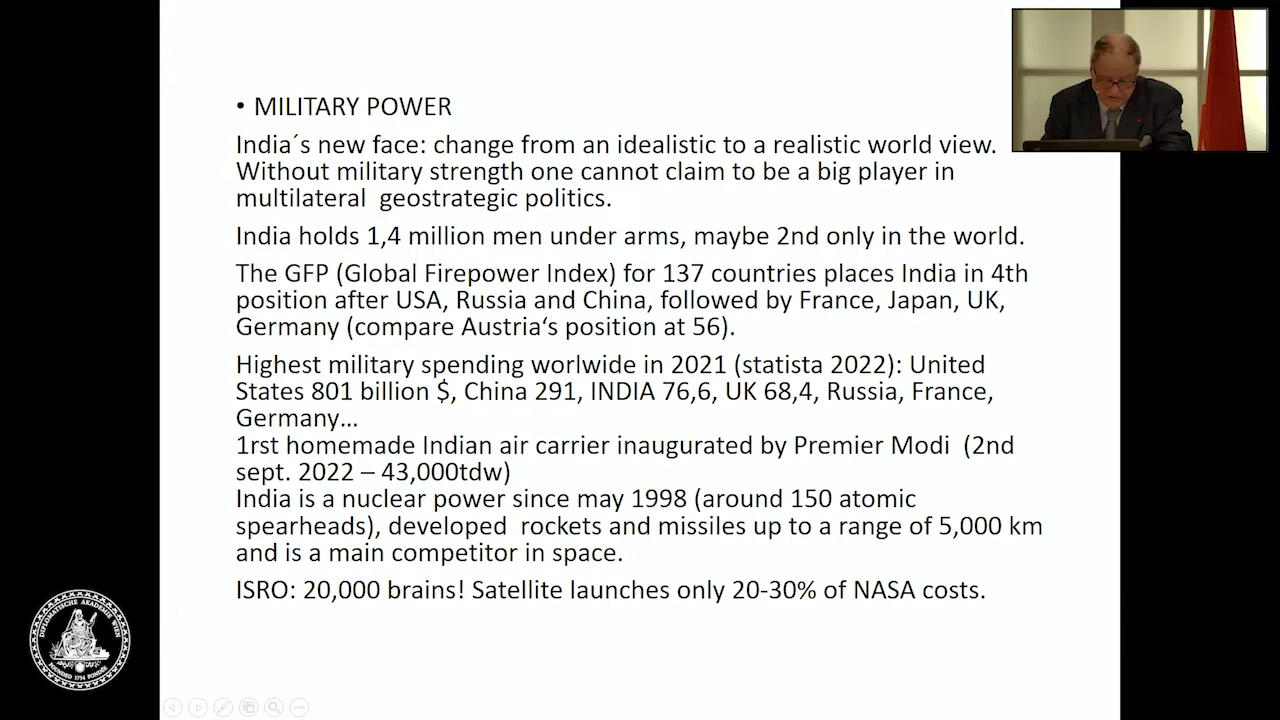 • MILITARY POWER
India´s new face: change from an idealistic to a realistic world view.
Without military strength one cannot claim to be a big player in
multilateral  geostrategic politics.
India holds 1,4 million men under arms, maybe 2nd only in the world.
The GFP (Global Firepower Index) for 137 countries places India in 4th
position after USA, Russia and China, followed by France, Japan, UK,
Germany (compare Austria‘s position at 56).
Highest military spending worlwide in 2021 (statista 2022): United
States 801 billion $, China 291, INDIA 76,6, UK 68,4, Russia, France,
Germany…
1rst homemade Indian air carrier inaugurated by Premier Modi  (2nd
sept. 2022 – 43,000tdw)
India is a nuclear power since may 1998 (around 150 atomic
spearheads), developed  rockets and missiles up to a range of 5,000 km
and is a main competitor in space.
ISRO: 20,000 brains! Satellite launches only 20-30% of NASA costs.
DIPLOMATISCHE AKADEMIE WIEN
FOUNDED 1754 FONDÉE